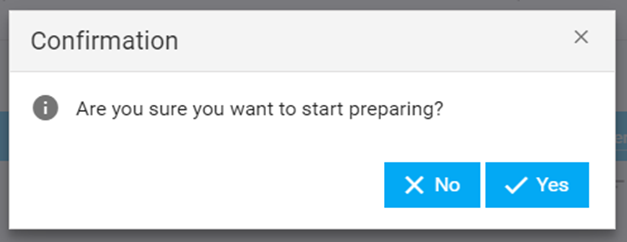 Confirmation
Are you sure you want to start preparing?
No
Yes